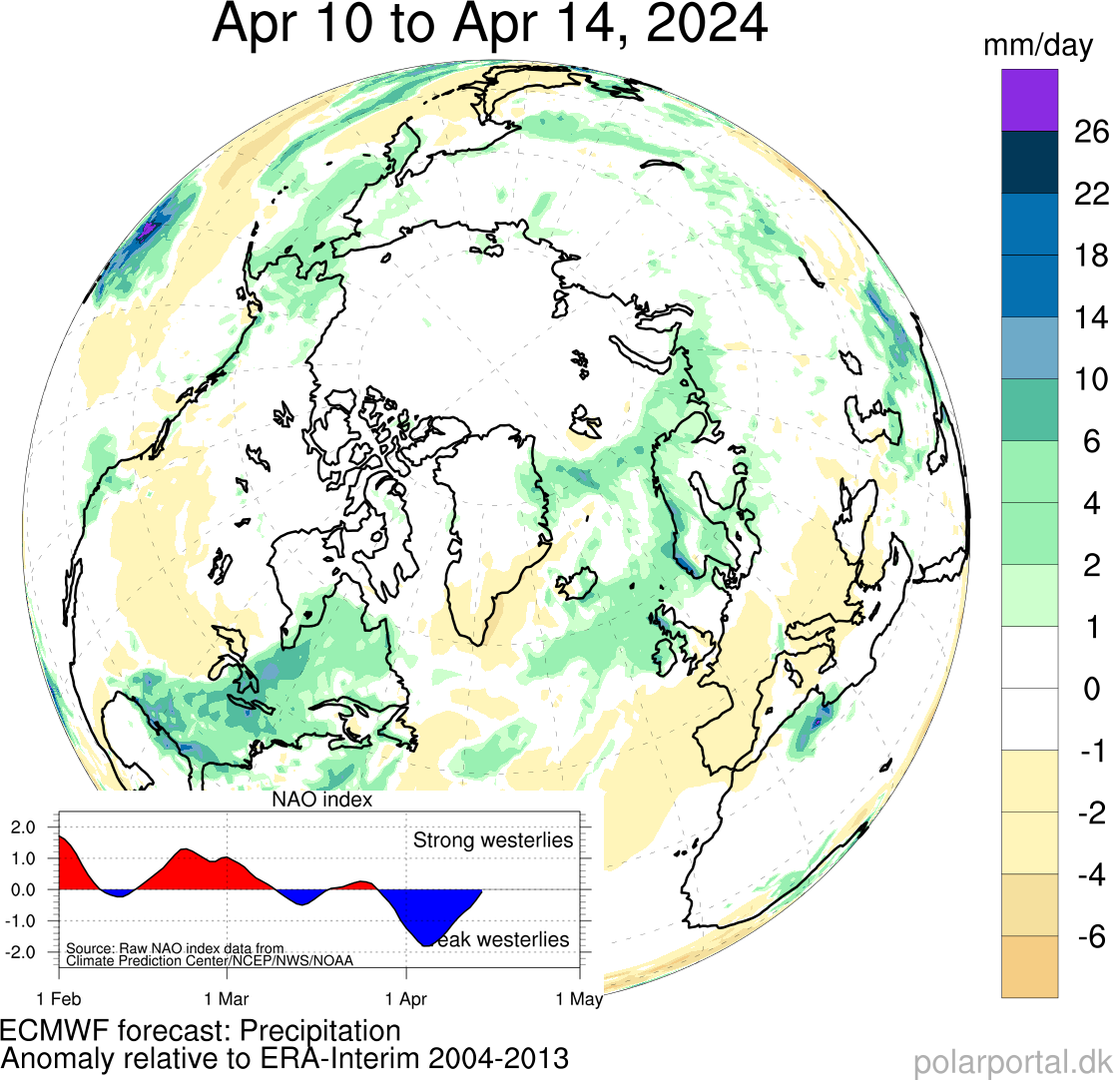 Apr 10 to Apr 14, 2024
mm/day
26
22
18
14
10
6
4
2
1
0
-1
-2
-4
-6
NAO index
2.0
1.0
0.0
-1.0
-2.0
Strong westerlies
eak westerlies
Source: Raw NAO index data from
Climate Prediction Center/NCEP/NWS/NOAA
1 Feb 1 Mar 1 Apr 1 May
ECMWF forecast: Precipitation
Anomaly relative to ERA-Interim 2004-2013
polarportal.dk